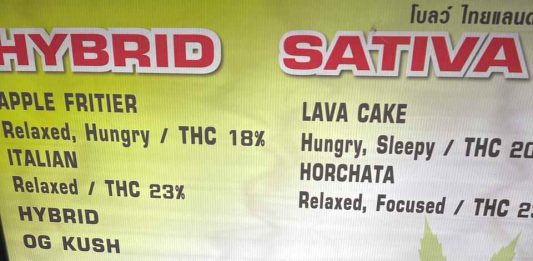 โบลว์ ไทยแลนด
HYBRID
APPLE FRITIER
Relaxed, Hungry / THC 18%
ITALIAN
Relaxed / THC 23%
HYBRID
OG KUSH
SATIVA
LAVA CAKE
Hungry, Sleepy / THC 20
HORCHATA
Relaxed, Focused / THC 2